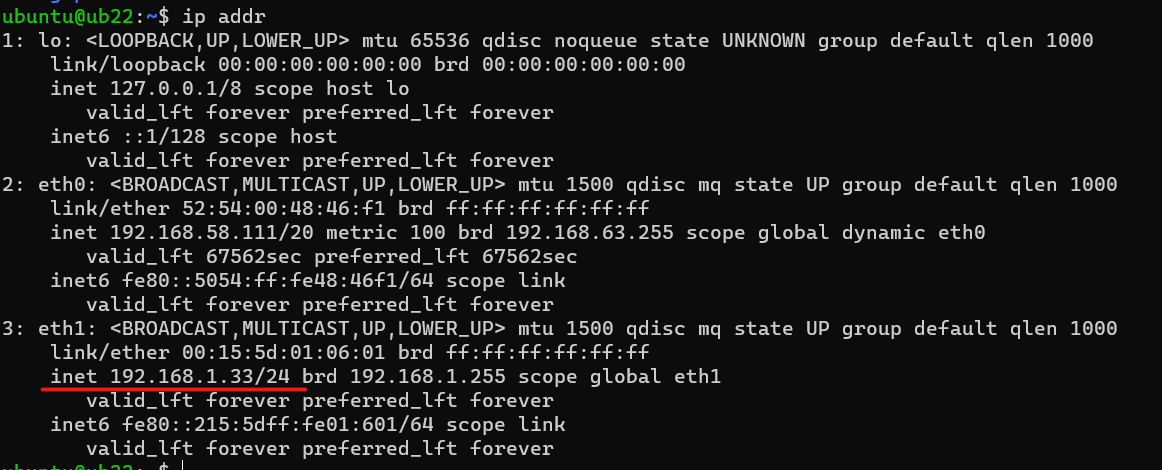 ubuntu@ub22:~$ ip addr
1: lo: <LOOPBACK,UP,LOWER_UP> mtu 65536 qdisc noqueue state UNKNOWN group default qlen 1000
    link/loopback 00:00:00:00:00:00 brd 00:00:00:00:00:00
    inet 127.0.0.1/8 scope host lo
       valid_lft forever preferred_lft forever
    inet6 ::1/128 scope host
       valid_lft forever preferred_lft forever
2: eth0: <BROADCAST,MULTICAST,UP,LOWER_UP> mtu 1500 qdisc mq state UP group default qlen 1000
    link/ether 52:54:00:48:46:f1 brd ff:ff:ff:ff:ff:ff
    inet 192.168.58.111/20 metric 100 brd 192.168.63.255 scope global dynamic eth0
       valid_lft 67562sec preferred_lft 67562sec
    inet6 fe80::5054:ff:fe48:46f1/64 scope link
       valid_lft forever preferred_lft forever
3: eth1: <BROADCAST,MULTICAST,UP,LOWER_UP> mtu 1500 qdisc mq state UP group default qlen 1000
    link/ether 00:15:5d:01:06:01 brd ff:ff:ff:ff:ff:ff
    inet 192.168.1.33/24 brd 192.168.1.255 scope global eth1
       valid_lft forever preferred_lft forever
    inet6 fe80::215:5dff:fe01:601/64 scope link
       valid_lft forever preferred_lft forever
ubuntu@ub22:~$